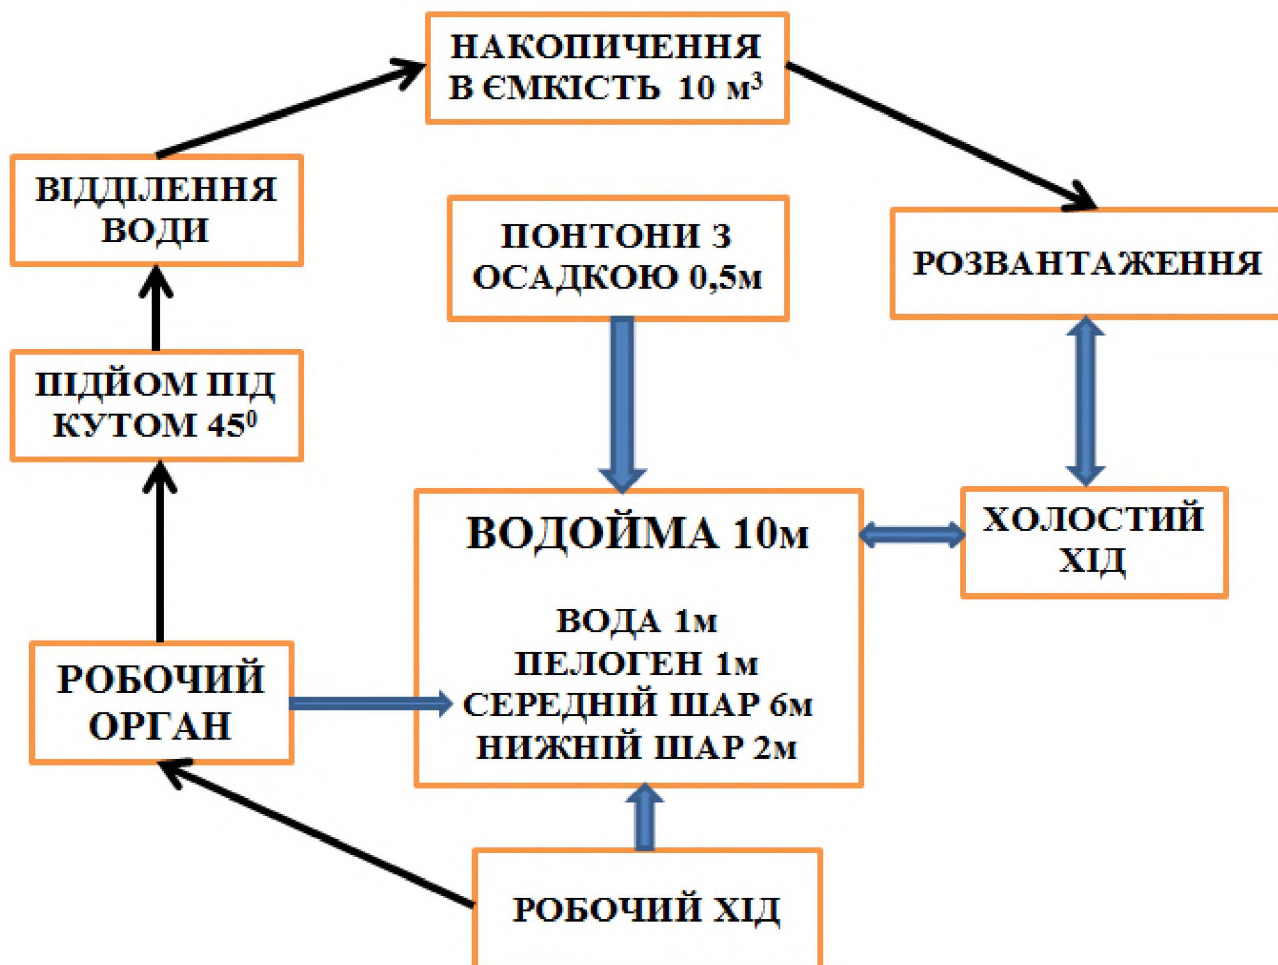 НАКОПИЧЕННЯ
В ЄМКІСТЬ 10 м³
ВІДДІЛЕННЯ
ВОДИ
ПОНТОНИ З
ОСАДКОЮ 0,5м
РОЗВАНТАЖЕННЯ
ПІДЙОМ ПІД
КУТОМ 45⁰
ВОДОЙМА 10м
ВОДА 1м
ПЕЛОГЕН 1м
СЕРЕДНІЙ ШАР 6м
НИЖНІЙ ШАР 2м
ХОЛОСТИЙ
ХІД
РОБОЧИЙ
ОРГАН
РОБОЧИЙ ХІД